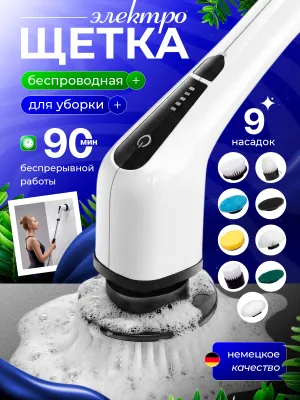 электро
ЩЕТКА
беспроводная +
для уборки +
90 мин
беспрерывной
работы
9
насадок
немецкое
качество